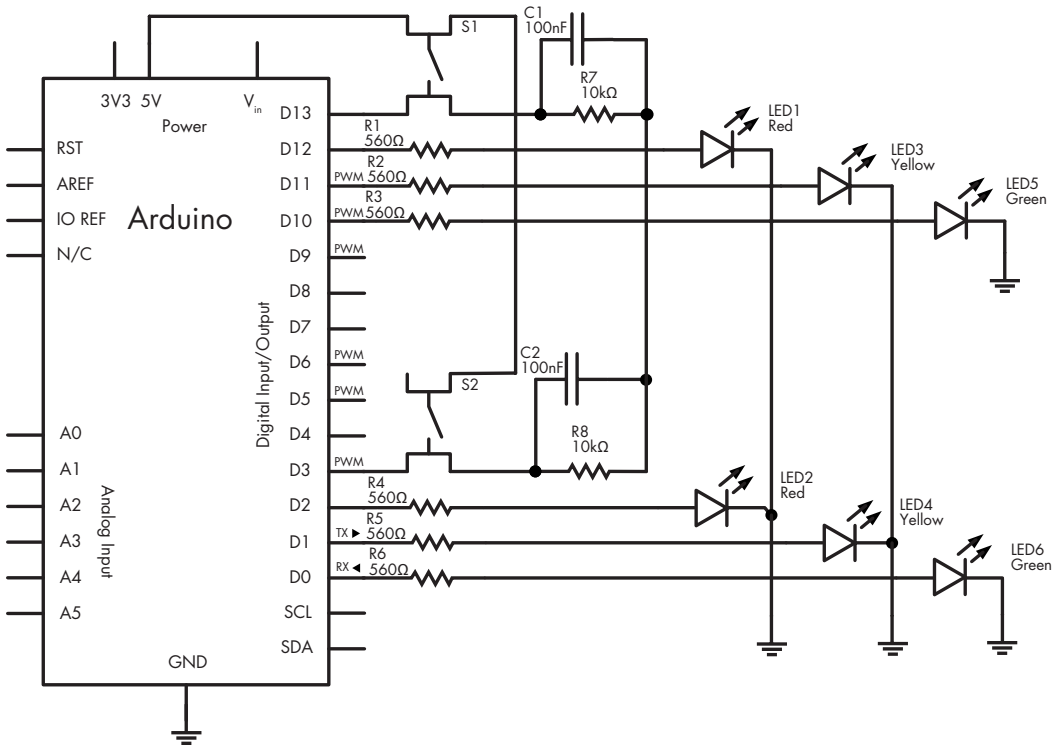 S1
C1
100nF
3V3 5V
Vin
Power
D13
R7
10kΩ
RST
R1
560Ω
D12
LED1
Red
AREF
R2
PWM 560Ω
D11
LED3
Yellow
IO REF
Arduino
R3
PWM 560Ω
D10
LED5
Green
N/C
D9
PWM
D8
D7
Digital Input/Output
D6
PWM
D5
PWM
S2
C2
100nF
A0
D4
A1
D3
PWM
R8
10kΩ
A2
D2
R4
560Ω
LED2
Red
Analog Input
A3
D1
TX
R5
560Ω
LED4
Yellow
A4
D0
RX
R6
560Ω
LED6
Green
A5
SCL
SDA
GND